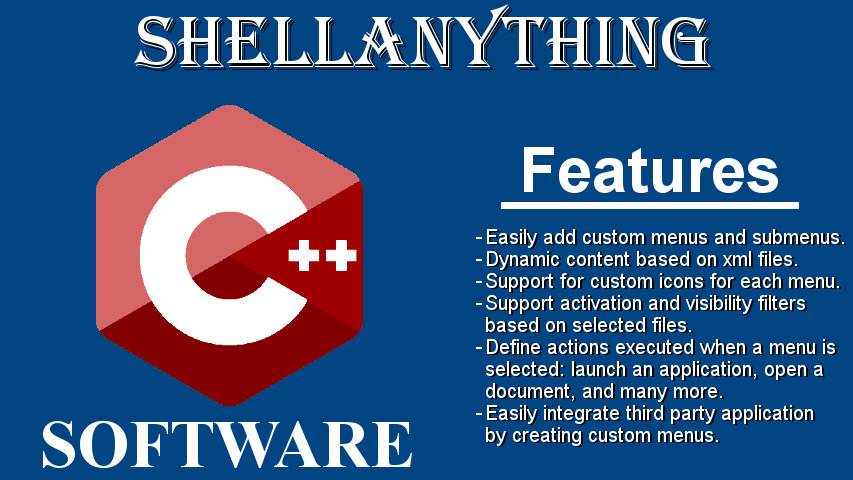 SHELLANYTHING
C++
Features
- Easily add custom menus and submenus.
- Dynamic content based on xml files.
- Support for custom icons for each menu.
- Support activation and visibility filters
based on selected files.
- Define actions executed when a menu is
selected: launch an application, open a
document, and many more.
- Easily integrate third party application
by creating custom menus.
SOFTWARE